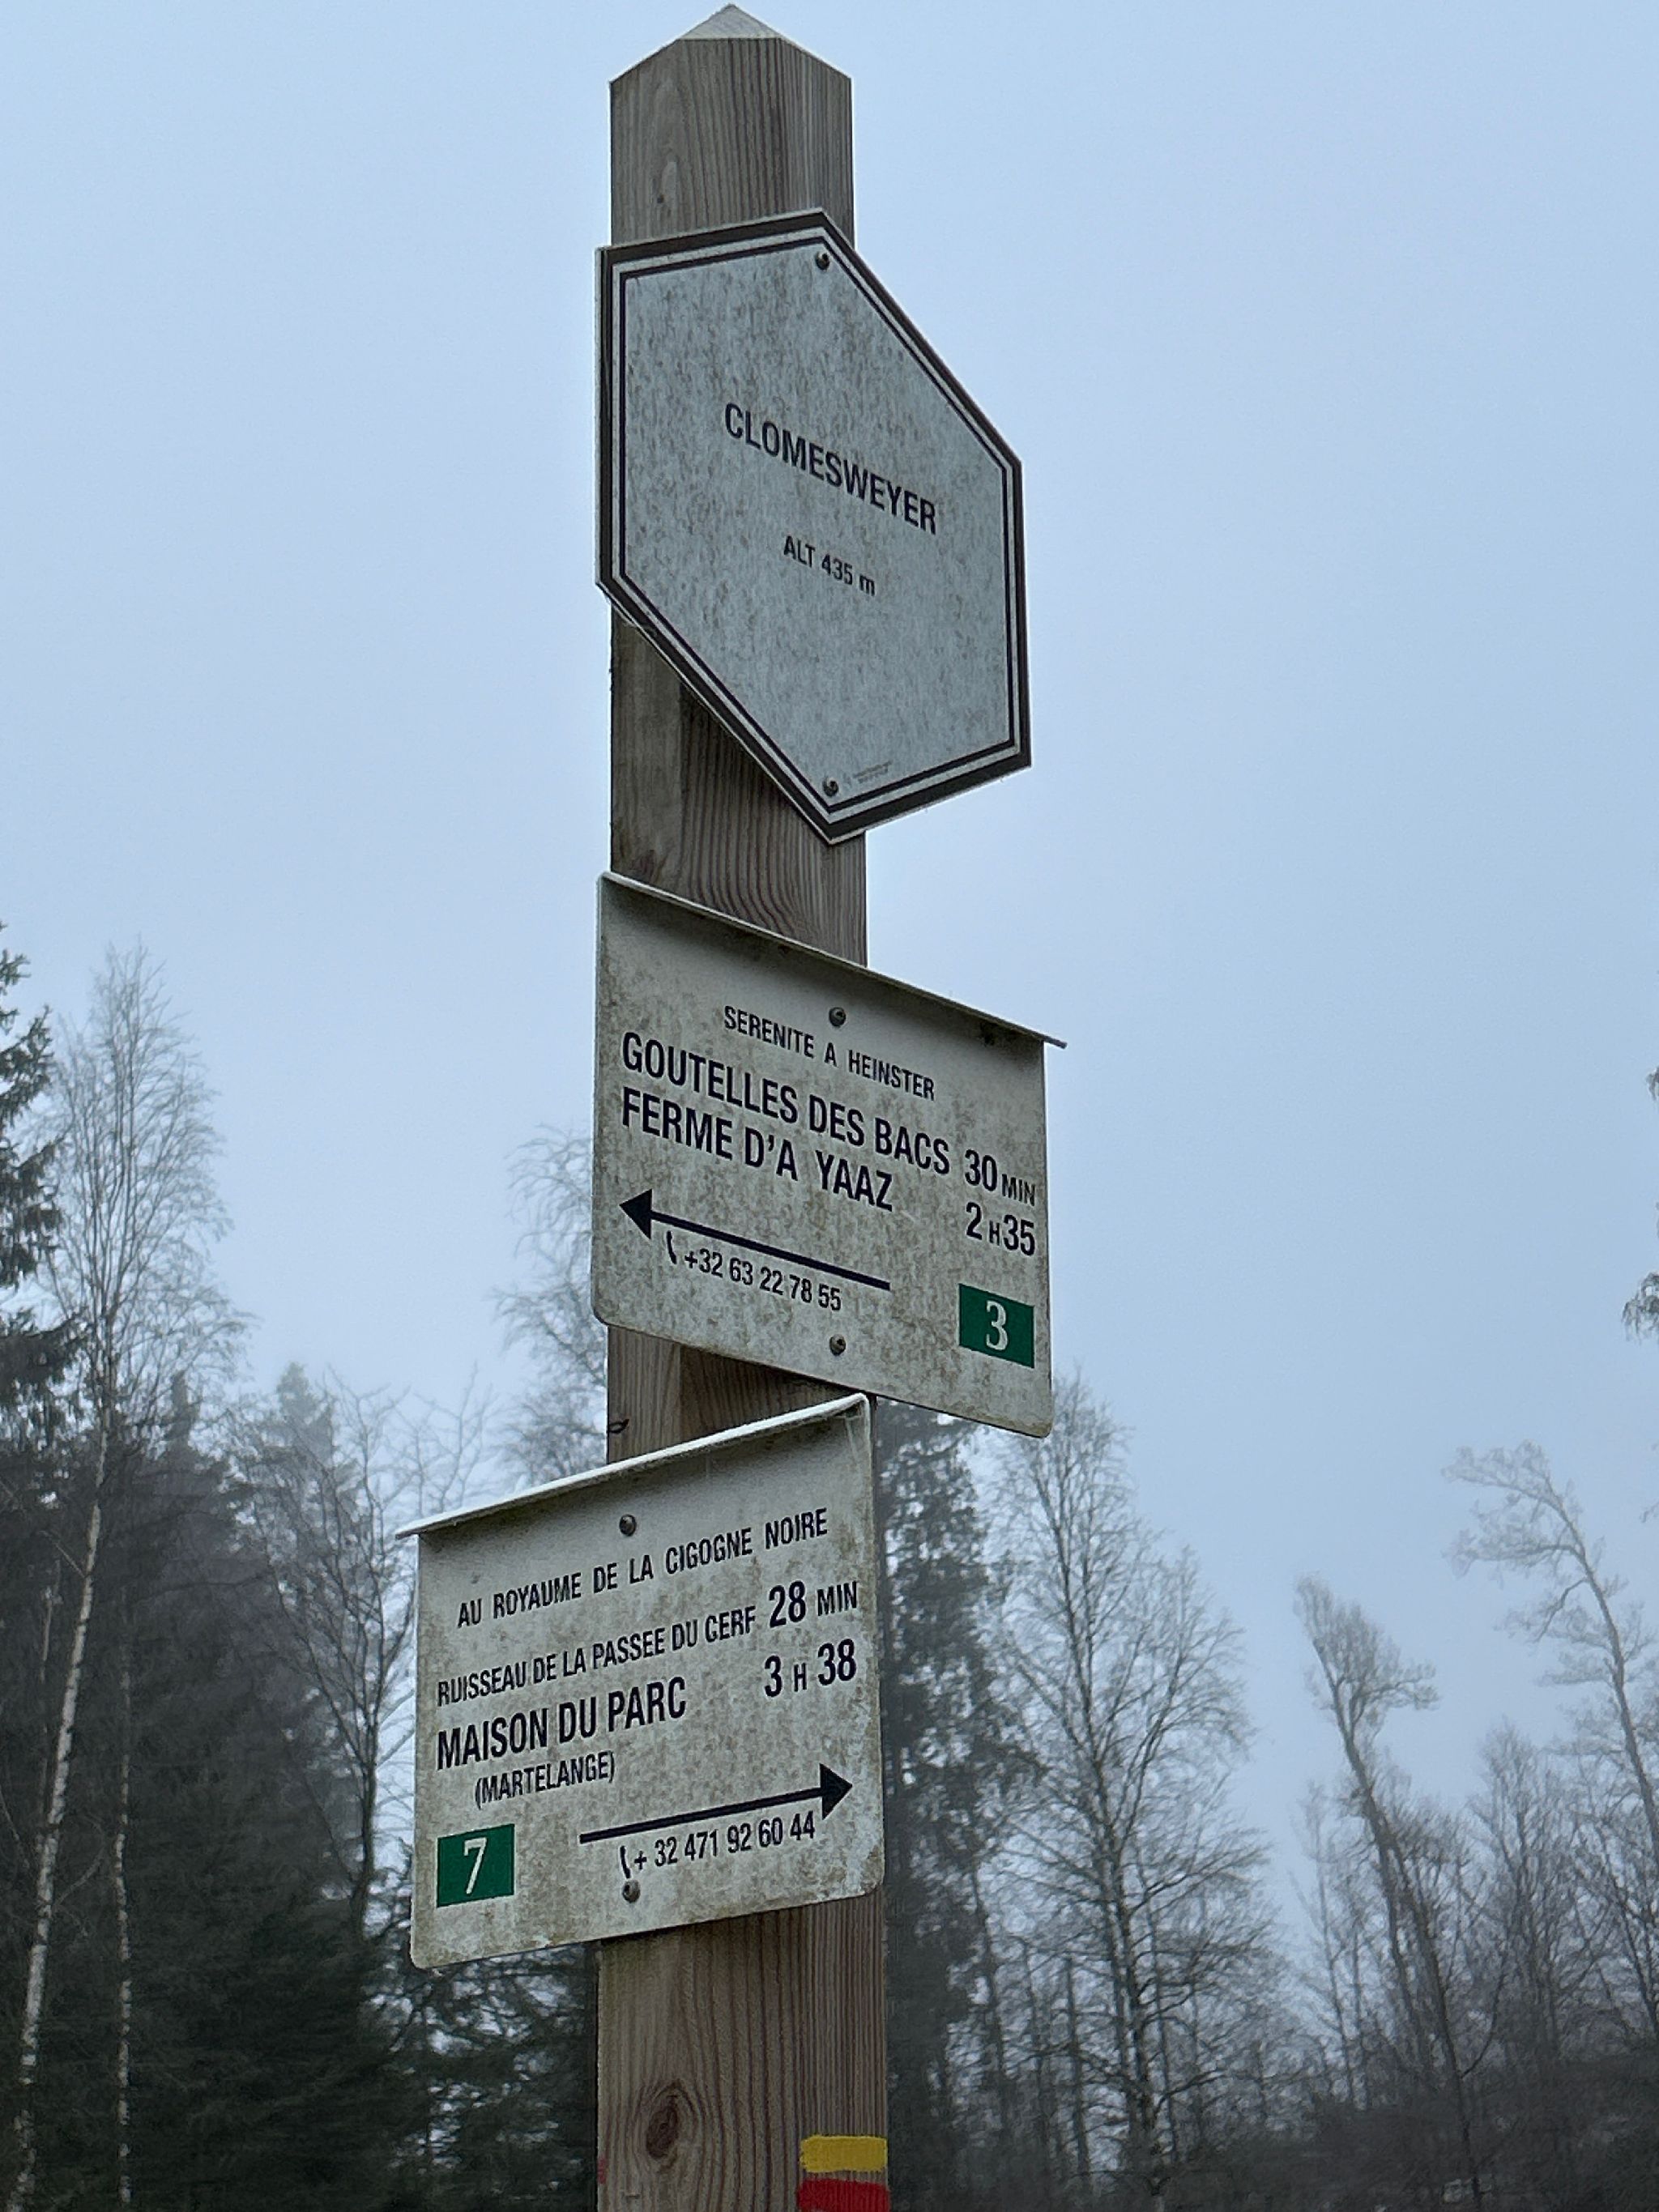 CLOMESWEYER
ALT 435 m
SERENITE A HEINSTER
GOUTELLES DES BACS 30 MIN
FERME D'A YAAZ 2 H 35
+32 63 22 78 55
3
AU ROYAUME DE LA CIGOGNE NOIRE
RUISSEAU DE LA PASSEE DU CERF 28 MIN
MAISON DU PARC 3 H 38
(MARTELANGE)
7
+ 32 471 92 60 44